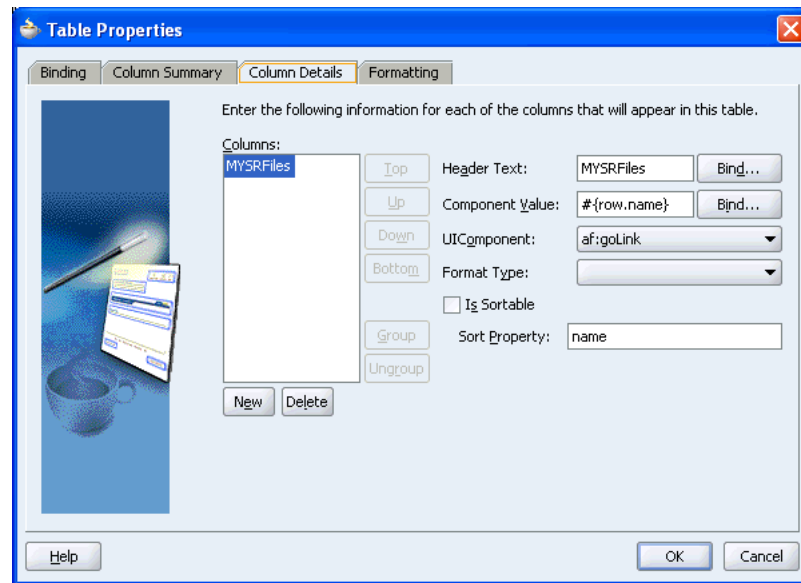 Table Properties
Binding Column Summary Column Details Formatting
Enter the following information for each of the columns that will appear in this table.
Columns:
MYSRFiles
Top
Up
Down
Bottom
Group
Ungroup
New Delete
Header Text: MYSRFiles Bind...
Component Value: #{row.name} Bind...
UIComponent: af:goLink
Format Type:
Is Sortable
Sort Property: name
Help OK Cancel